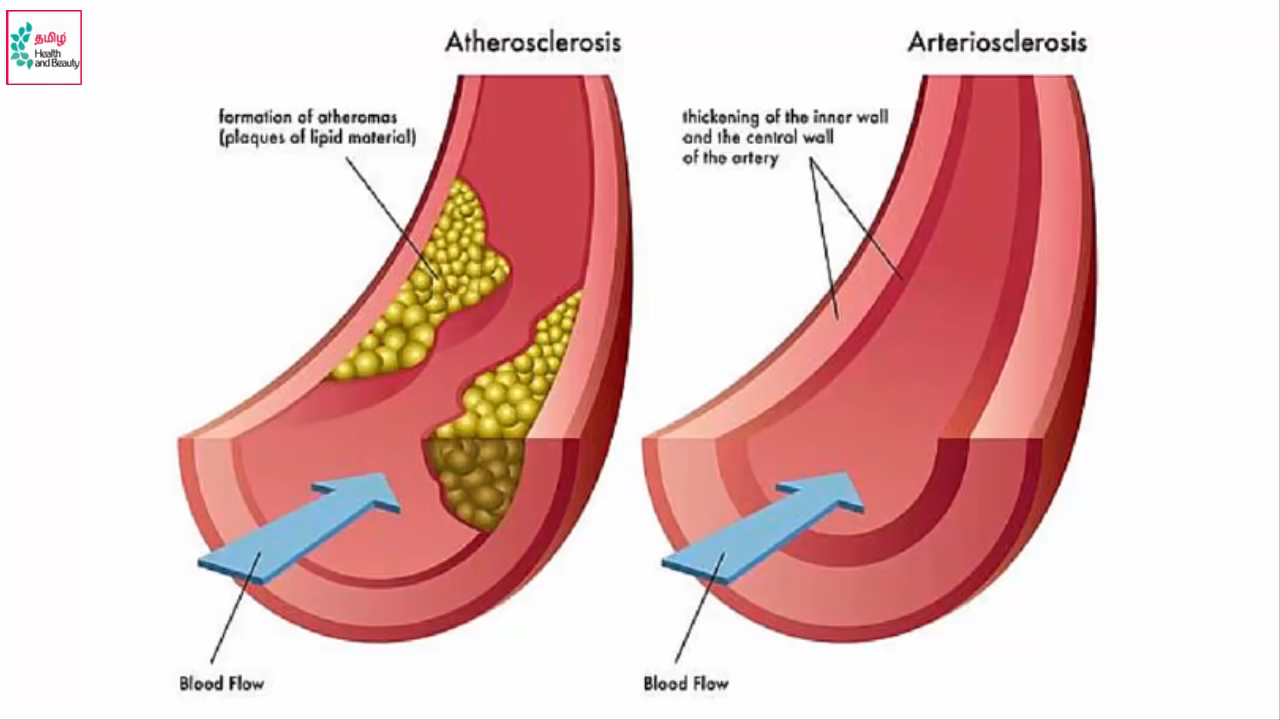 தமிழ்
Health
and Beauty
Atherosclerosis
formation of atheromas
(plaques of lipid material)
Blood Flow
Arteriosclerosis
thickening of the inner wall
and the central wall
of the artery
Blood Flow